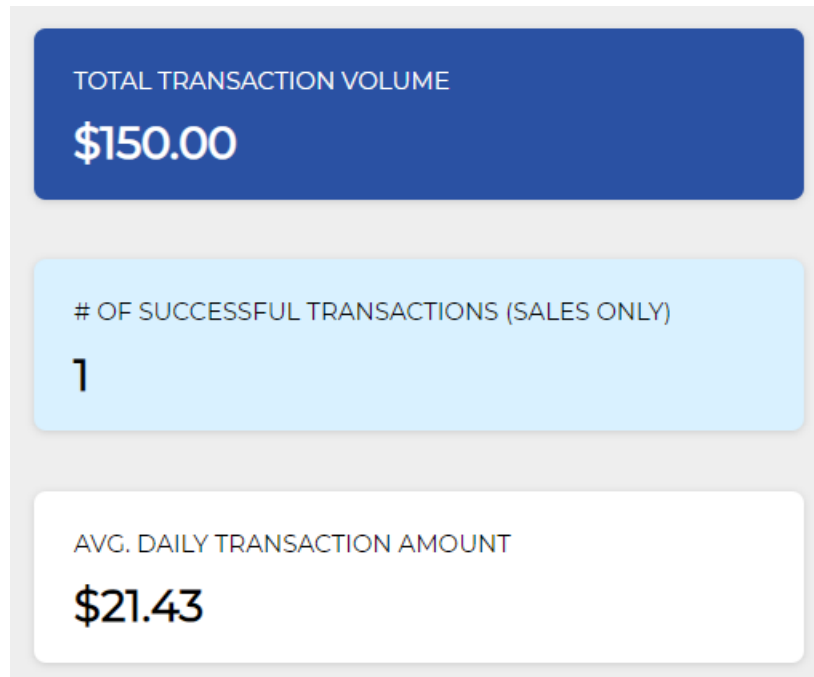 TOTAL TRANSACTION VOLUME
$150.00
# OF SUCCESSFUL TRANSACTIONS (SALES ONLY)
1
AVG. DAILY TRANSACTION AMOUNT
$21.43